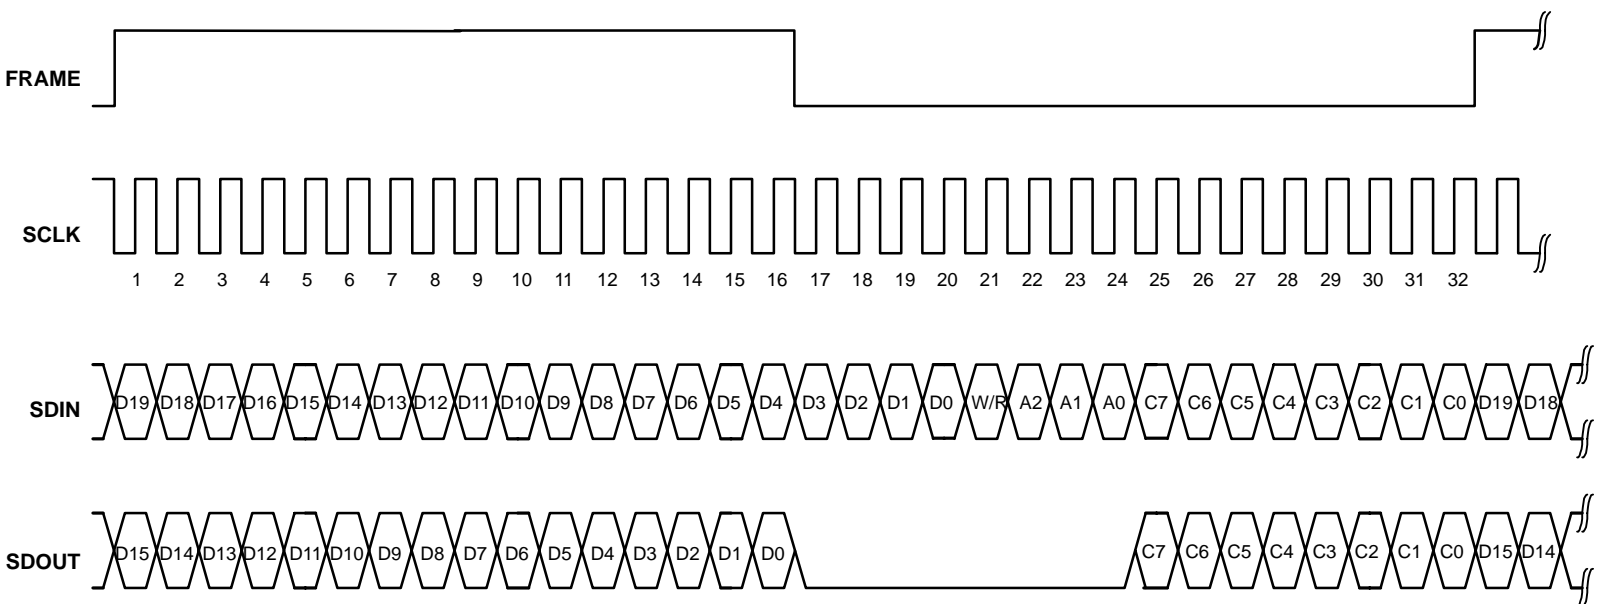 FRAME
SCLK
1 2 3 4 5 6 7 8 9 10 11 12 13 14 15 16 17 18 19 20 21 22 23 24 25 26 27 28 29 30 31 32
SDIN D19 D18 D17 D16 D15 D14 D13 D12 D11 D10 D9 D8 D7 D6 D5 D4 D3 D2 D1 D0 W/R A2 A1 A0 C7 C6 C5 C4 C3 C2 C1 C0 D19 D18
SDOUT D15 D14 D13 D12 D11 D10 D9 D8 D7 D6 D5 D4 D3 D2 D1 D0 C7 C6 C5 C4 C3 C2 C1 C0 D15 D14